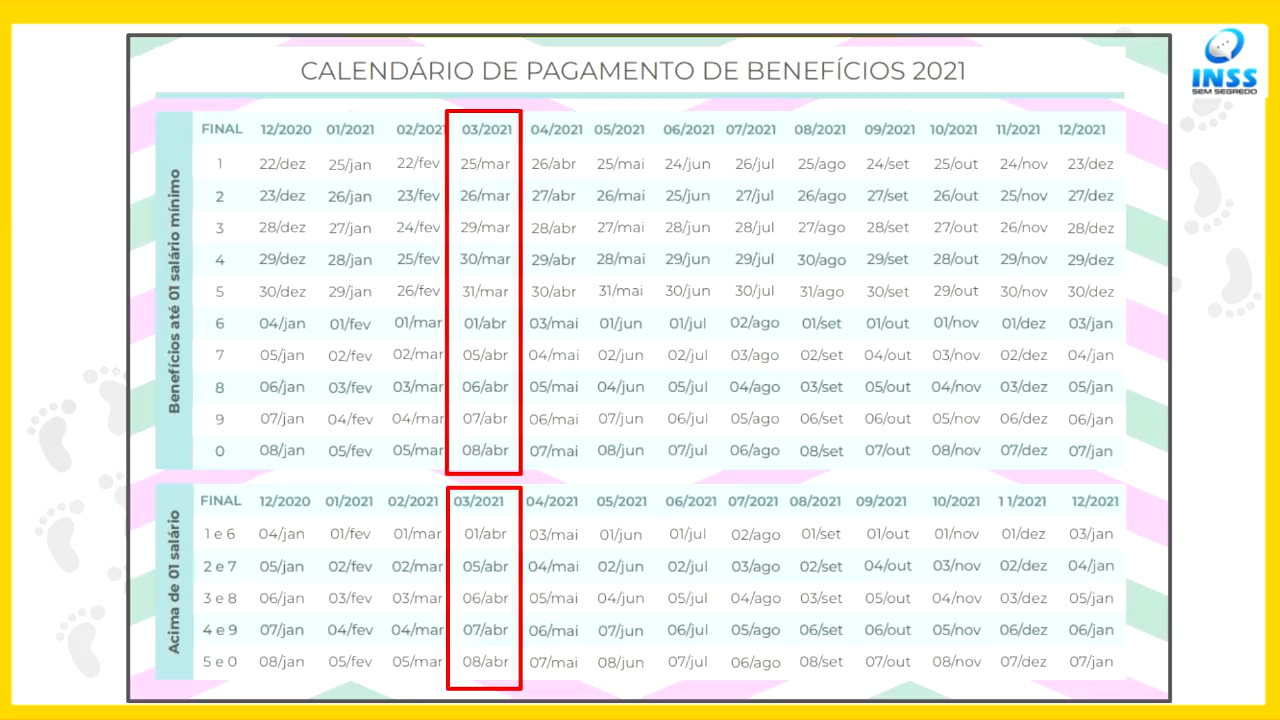 INSS
SEM SEGREDO
CALENDÁRIO DE PAGAMENTO DE BENEFÍCIOS 2021
Benefícios até 01 salário mínimo
FINAL 12/2020 01/2021 02/2021 03/2021 04/2021 05/2021 06/2021 07/2021 08/2021 09/2021 10/2021 11/2021 12/2021
1 22/dez 25/jan 22/fev 25/mar 26/abr 25/mai 24/jun 26/jul 25/ago 24/set 25/out 24/nov 23/dez
2 23/dez 26/jan 23/fev 26/mar 27/abr 26/mai 25/jun 27/jul 26/ago 27/set 26/out 25/nov 27/dez
3 28/dez 27/jan 24/fev 29/mar 28/abr 27/mai 28/jun 28/jul 27/ago 28/set 27/out 26/nov 28/dez
4 29/dez 28/jan 25/fev 30/mar 29/abr 28/mai 29/jun 29/jul 30/ago 29/set 28/out 29/nov 29/dez
5 30/dez 29/jan 26/fev 31/mar 30/abr 31/mai 30/jun 30/jul 31/ago 30/set 29/out 30/nov 30/dez
6 04/jan 01/fev 01/mar 01/abr 03/mai 01/jun 01/jul 02/ago 01/set 01/out 01/nov 01/dez 03/jan
7 05/jan 02/fev 02/mar 05/abr 04/mai 02/jun 02/jul 03/ago 02/set 04/out 03/nov 02/dez 04/jan
8 06/jan 03/fev 03/mar 06/abr 05/mai 04/jun 05/jul 04/ago 03/set 05/out 04/nov 03/dez 05/jan
9 07/jan 04/fev 04/mar 07/abr 06/mai 07/jun 06/jul 05/ago 06/set 06/out 05/nov 06/dez 06/jan
0 08/jan 05/fev 05/mar 08/abr 07/mai 08/jun 07/jul 06/ago 08/set 07/out 08/nov 07/dez 07/jan
Acima de 01 salário
FINAL 12/2020 01/2021 02/2021 03/2021 04/2021 05/2021 06/2021 07/2021 08/2021 09/2021 10/2021 11/2021 12/2021
1 e 6 04/jan 01/fev 01/mar 01/abr 03/mai 01/jun 01/jul 02/ago 01/set 01/out 01/nov 01/dez 03/jan
2 e 7 05/jan 02/fev 02/mar 05/abr 04/mai 02/jun 02/jul 03/ago 02/set 04/out 03/nov 02/dez 04/jan
3 e 8 06/jan 03/fev 03/mar 06/abr 05/mai 04/jun 05/jul 04/ago 03/set 05/out 04/nov 03/dez 05/jan
4 e 9 07/jan 04/fev 04/mar 07/abr 06/mai 07/jun 06/jul 05/ago 06/set 06/out 05/nov 06/dez 06/jan
5 e 0 08/jan 05/fev 05/mar 08/abr 07/mai 08/jun 07/jul 06/ago 08/set 07/out 08/nov 07/dez 07/jan